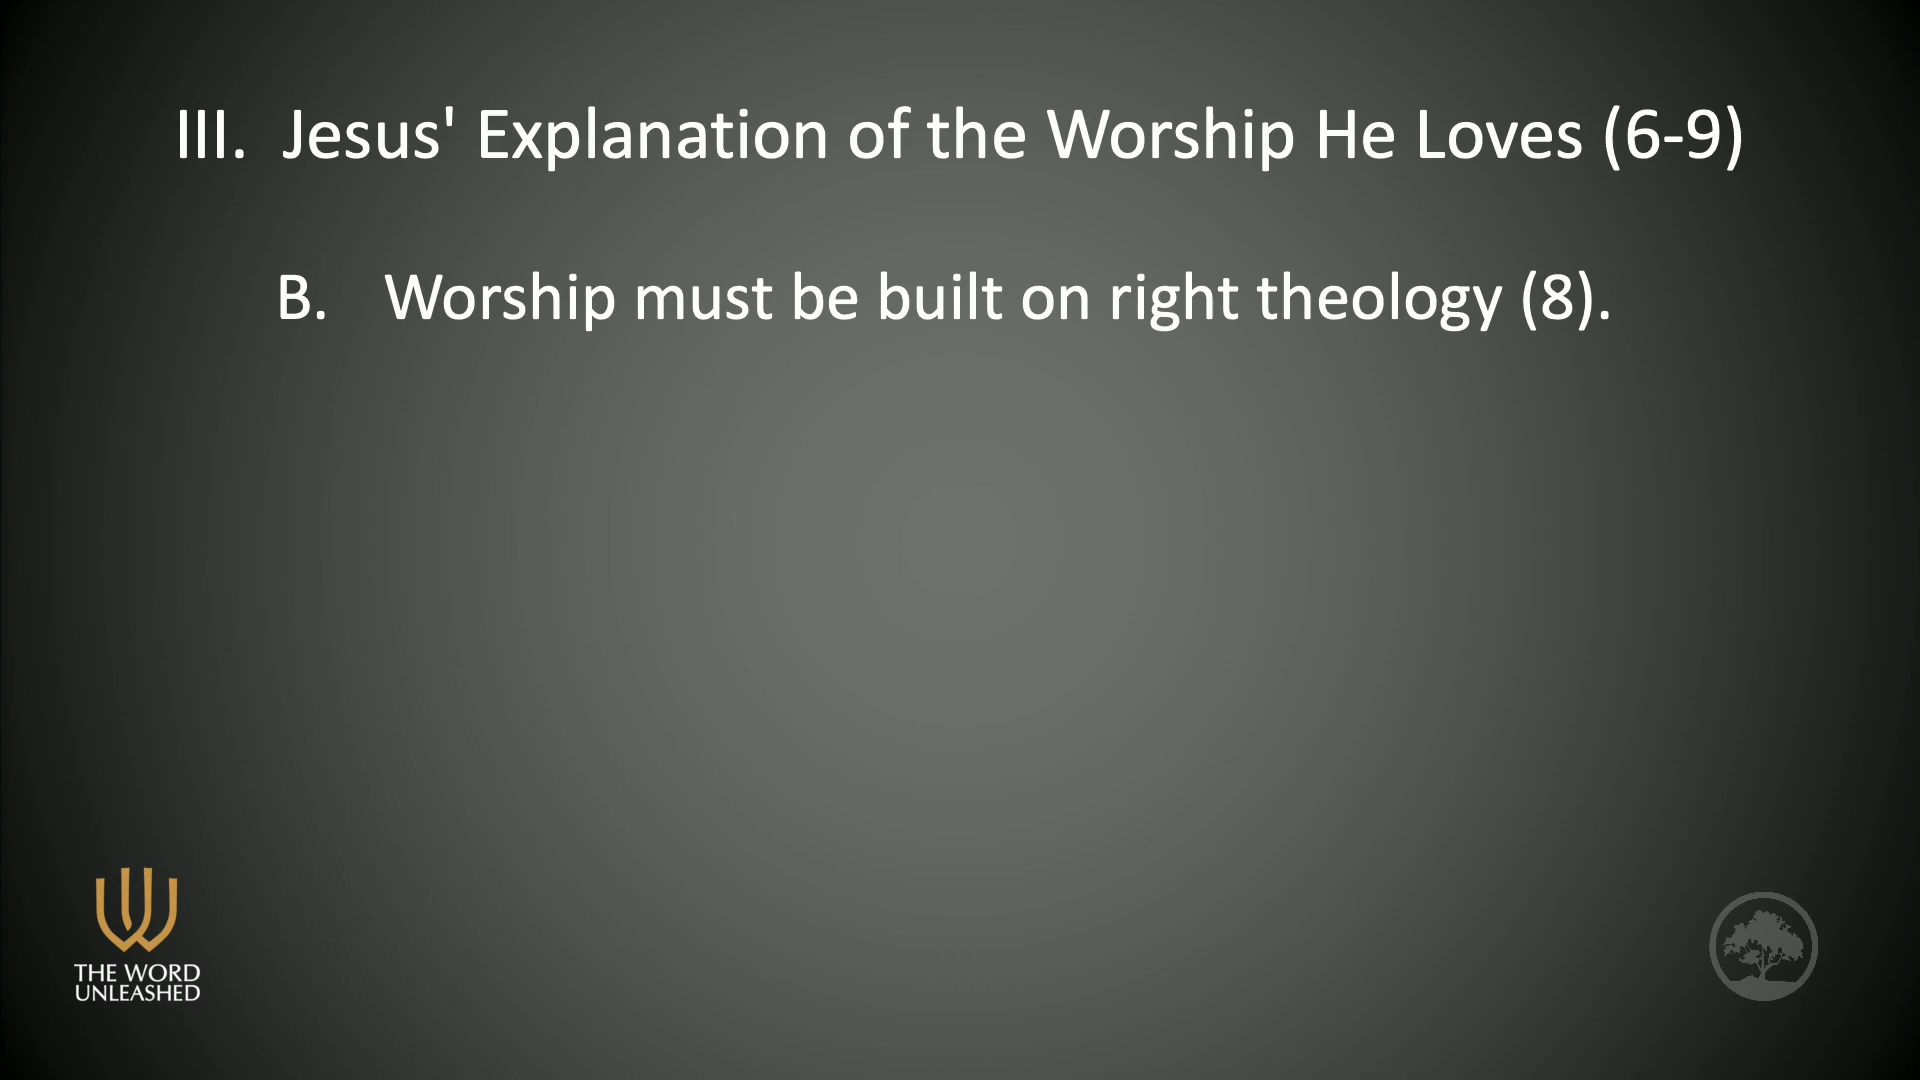 III. Jesus' Explanation of the Worship He Loves (6-9)
B. Worship must be built on right theology (8).
THE WORD
UNLEASHED